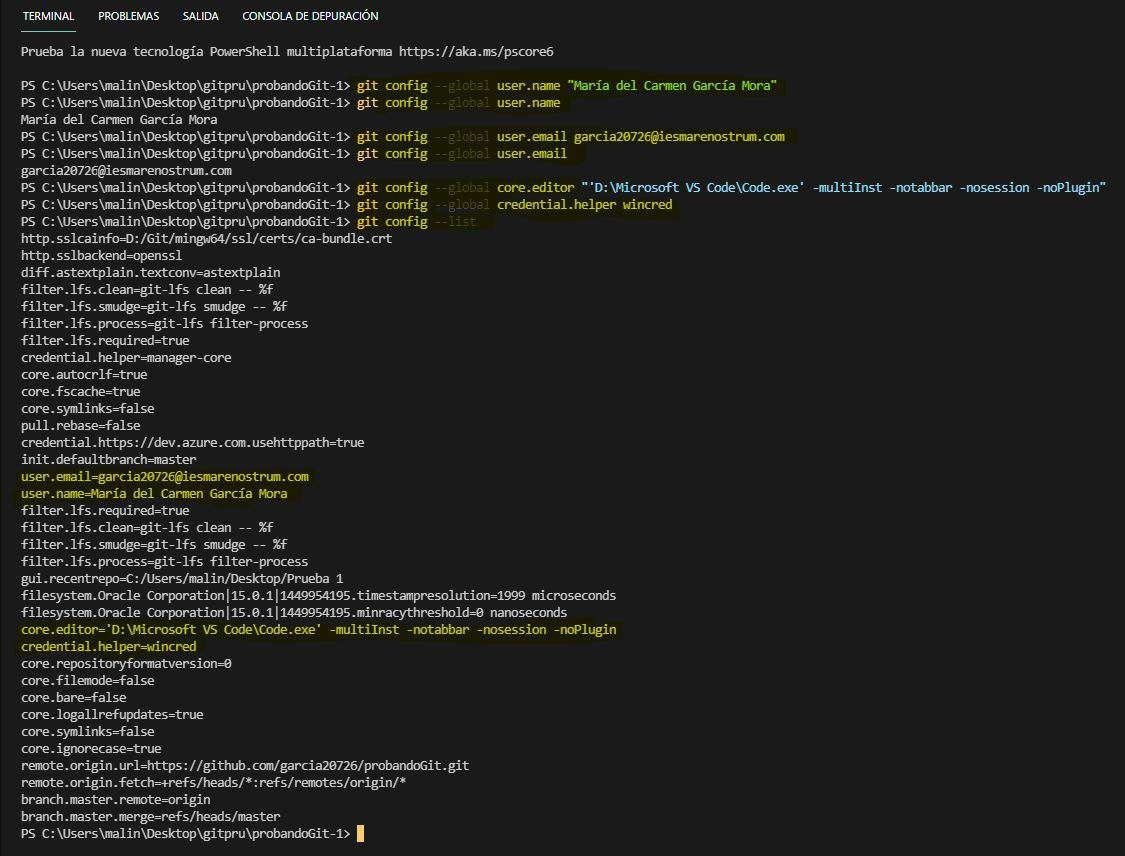 TERMINAL PROBLEMAS SALIDA CONSOLA DE DEPURACIÓN
Prueba la nueva tecnología PowerShell multiplataforma https://aka.ms/pscore6
PS C:\Users\malin\Desktop\gitpru\probandoGit-1> git config --global user.name "María del Carmen García Mora"
PS C:\Users\malin\Desktop\gitpru\probandoGit-1> git config --global user.name
María del Carmen García Mora
PS C:\Users\malin\Desktop\gitpru\probandoGit-1> git config --global user.email garcia20726@iesmarenostrum.com
PS C:\Users\malin\Desktop\gitpru\probandoGit-1> git config --global user.email
garcia20726@iesmarenostrum.com
PS C:\Users\malin\Desktop\gitpru\probandoGit-1> git config --global core.editor "'D:\Microsoft VS Code\Code.exe' -multiInst -notabbar -nosession -noPlugin"
PS C:\Users\malin\Desktop\gitpru\probandoGit-1> git config --global credential.helper wincred
PS C:\Users\malin\Desktop\gitpru\probandoGit-1> git config --list
http.sslcainfo=D:/Git/mingw64/ssl/certs/ca-bundle.crt
http.sslbackend=openssl
diff.astextplain.textconv=astextplain
filter.lfs.clean=git-lfs clean -- %f
filter.lfs.smudge=git-lfs smudge -- %f
filter.lfs.process=git-lfs filter-process
filter.lfs.required=true
credential.helper=manager-core
core.autocrlf=true
core.fscache=true
core.symlinks=false
pull.rebase=false
credential.https://dev.azure.com.usehttppath=true
init.defaultbranch=master
user.email=garcia20726@iesmarenostrum.com
user.name=María del Carmen García Mora
filter.lfs.required=true
filter.lfs.clean=git-lfs clean -- %f
filter.lfs.smudge=git-lfs smudge -- %f
filter.lfs.process=git-lfs filter-process
gui.recentrepo=C:/Users/malin/Desktop/Prueba 1
filesystem.Oracle Corporation|15.0.1|1449954195.timestampresolution=1999 microseconds
filesystem.Oracle Corporation|15.0.1|1449954195.minracythreshold=0 nanoseconds
core.editor='D:\Microsoft VS Code\Code.exe' -multiInst -notabbar -nosession -noPlugin
credential.helper=wincred
core.repositoryformatversion=0
core.filemode=false
core.bare=false
core.logallrefupdates=true
core.symlinks=false
core.ignorecase=true
remote.origin.url=https://github.com/garcia20726/probandoGit.git
remote.origin.fetch=+refs/heads/*:refs/remotes/origin/*
branch.master.remote=origin
branch.master.merge=refs/heads/master
PS C:\Users\malin\Desktop\gitpru\probandoGit-1>